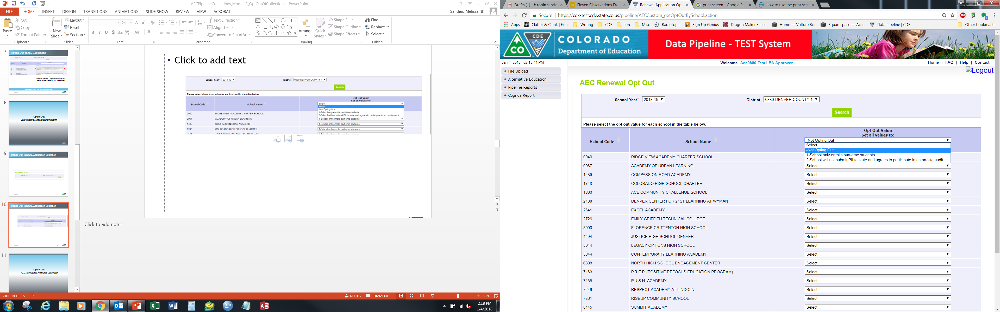 AECPipelineCollections_Module3_OptOutOfCollections - PowerPoint
FILE HOME INSERT DESIGN TRANSITIONS ANIMATIONS SLIDE SHOW REVIEW VIEW ACROBAT
Sanders, Melissa (B)
Paste
Cut
Copy
Format Painter
Clipboard
New Slide
Layout
Reset
Section
Slides
24
Font
Text Direction
Align Text
Convert to SmartArt
Paragraph
Arrange
Quick Styles
Shape Fill
Shape Outline
Shape Effects
Drawing
Find
Replace
Select
Editing
7
Opting Out of AEC Collections
8
Opting Out
AEC Renewal/Application Collection
9
Opting Out: Renewal/Application Collection
10
Opting Out: Renewal/Application Collection
11
Opting Out
AEC Selection of Measures Collection
• Click to add text
School Year* 2018-19 District 0880-DENVER COUNTY 1
Search
Please select the opt out value for each school in the table below.
School Code School Name Opt Out Value
Set all values to:
Select...
Select...
-Not Opting Out
1-School only enrolls part-time students
2-School will not submit PII to state and agrees to participate in an on-site audit
0040 RIDGE VIEW ACADEMY CHARTER SCHOOL
0067 ACADEMY OF URBAN LEARNING 1-School only enrolls part-time students
1489 COMPASSION ROAD ACADEMY 1-School only enrolls part-time students
1748 COLORADO HIGH SCHOOL CHARTER 1-School only enrolls part-time students
1866 ACE COMMUNITY CHALLENGE SCHOOL 1-School only enrolls part-time students
Click to add notes
SLIDE 10 OF 15
NOTES COMMENTS 92%
2:18 PM
1/4/2018
Drafts (1) - b.robin.sande
Eleven Observations From
Renewal Application Opt
print screen - Google Sea
How to use the print scre
Secure https://cdx-test.cde.state.co.us/pipeline/AECCustom_getOptOutBySchool.action
Apps Clatter & Clank | Ficti Writing CDE Jon Misc Radiotopia Sign Up Genius Dragon Maker ~ use Home — Vulture Bon Squarespace — Acco Data Pipeline | CDE Other bookmarks
CO
CDE
COLORADO
Department of Education
Data Pipeline - TEST System
Jan 4, 2018 | 02:13:44 PM
Welcome Aec0880 Test LEA Approver
Home | FAQ | Help | Contact
Logout
+ File Upload
+ Alternative Education
+ Pipeline Reports
+ Cognos Report
AEC Renewal Opt Out
School Year* 2018-19 District 0880-DENVER COUNTY 1
Search
Please select the opt out value for each school in the table below.
School Code School Name Opt Out Value
Set all values to:
-Not Opting Out
Select...
-Not Opting Out
1-School only enrolls part-time students
2-School will not submit PII to state and agrees to participate in an on-site audit
0040 RIDGE VIEW ACADEMY CHARTER SCHOOL
0067 ACADEMY OF URBAN LEARNING Select...
1489 COMPASSION ROAD ACADEMY Select...
1748 COLORADO HIGH SCHOOL CHARTER Select...
1866 ACE COMMUNITY CHALLENGE SCHOOL Select...
2188 DENVER CENTER FOR 21ST LEARNING AT WYMAN Select...
2641 EXCEL ACADEMY Select...
2726 EMILY GRIFFITH TECHNICAL COLLEGE Select...
3000 FLORENCE CRITTENTON HIGH SCHOOL Select...
4494 JUSTICE HIGH SCHOOL DENVER Select...
5044 LEGACY OPTIONS HIGH SCHOOL Select...
5844 CONTEMPORARY LEARNING ACADEMY Select...
6308 NORTH HIGH SCHOOL ENGAGEMENT CENTER Select...
7163 P.R.E.P. (POSITIVE REFOCUS EDUCATION PROGRAM) Select...
7188 P.U.S.H. ACADEMY Select...
7246 RESPECT ACADEMY AT LINCOLN Select...
7361 RISEUP COMMUNITY SCHOOL Select...
8145 SUMMIT ACADEMY Select...